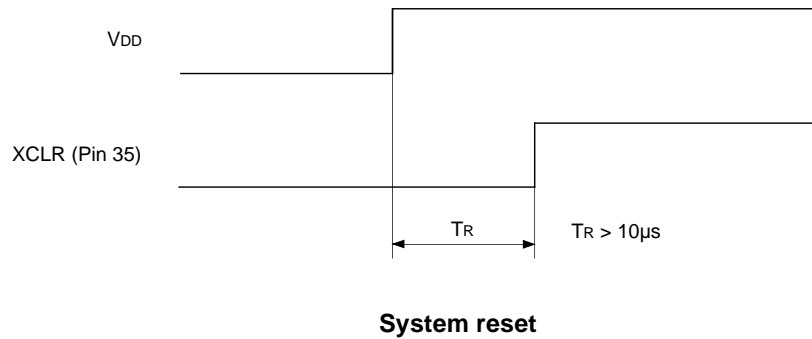 VDD
XCLR (Pin 35)
TR
TR > 10µs
System reset